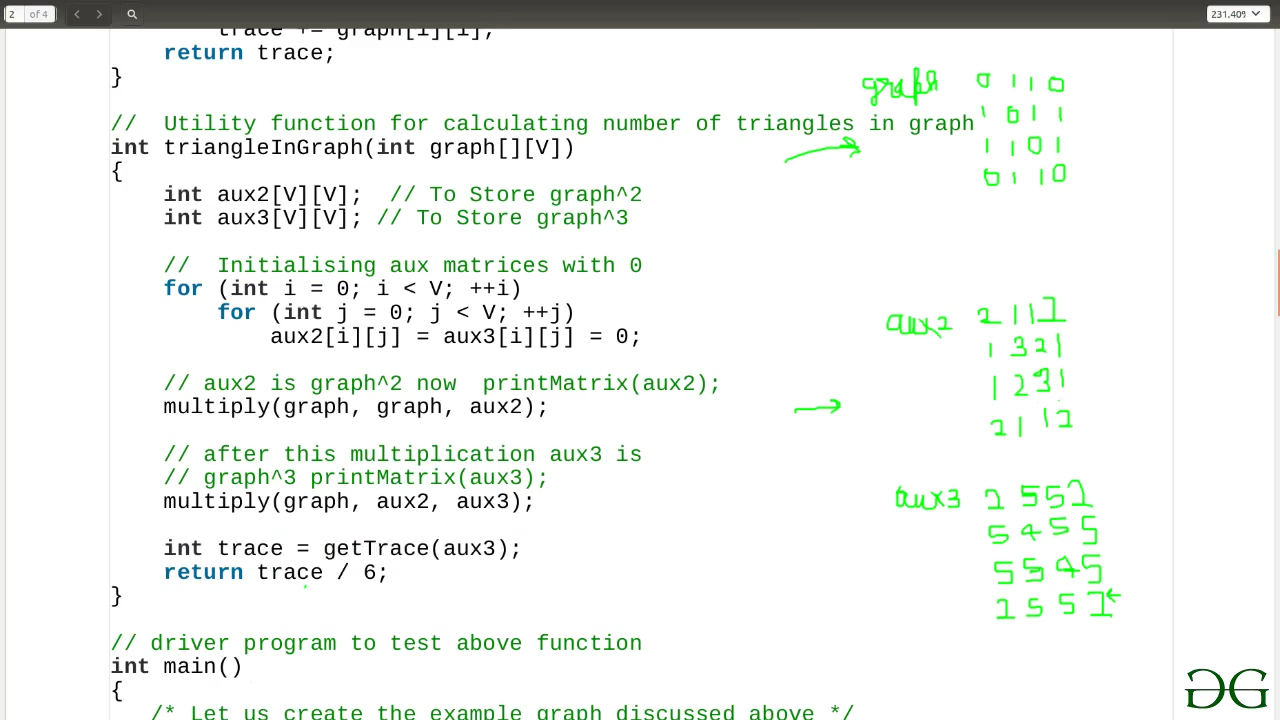 2 of 4
231.40%
trace += graph[i][i];
return trace;
}
// Utility function for calculating number of triangles in graph
int triangleInGraph(int graph[][V])
{
int aux2[V][V]; // To Store graph^2
int aux3[V][V]; // To Store graph^3
// Initialising aux matrices with 0
for (int i = 0; i < V; ++i)
for (int j = 0; j < V; ++j)
aux2[i][j] = aux3[i][j] = 0;
// aux2 is graph^2 now printMatrix(aux2);
multiply(graph, graph, aux2);
// after this multiplication aux3 is
// graph^3 printMatrix(aux3);
multiply(graph, aux2, aux3);
int trace = getTrace(aux3);
return trace / 6;
}
// driver program to test above function
int main()
{
/* Let us create the example graph discussed above */
graph 0 1 1 0
1 0 1 1
1 1 0 1
0 1 1 0
aux2 2 1 1 2
1 3 2 1
1 2 3 1
2 1 1 2
aux3 2 5 5 2
5 4 5 5
5 5 4 5
2 5 5 2
GG